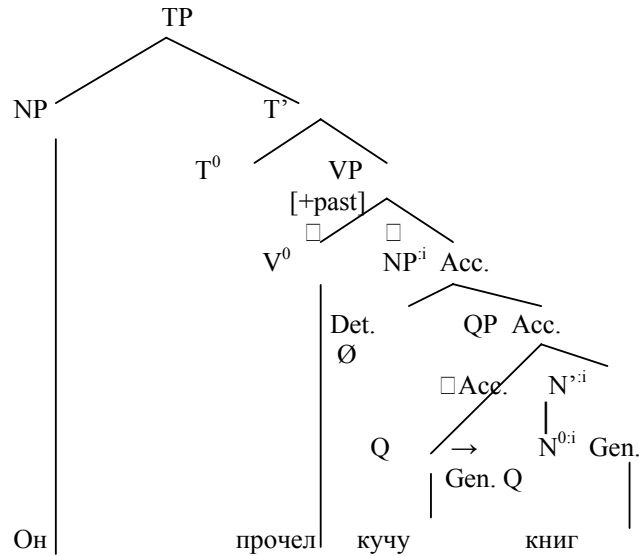 TP
NP T’
T⁰ VP
[+past]
V⁰ NP:i Acc.
Det. QP Acc.
Ø
Acc. N’:i
Q → N⁰:i Gen.
Gen. Q
Он прочел кучу книг